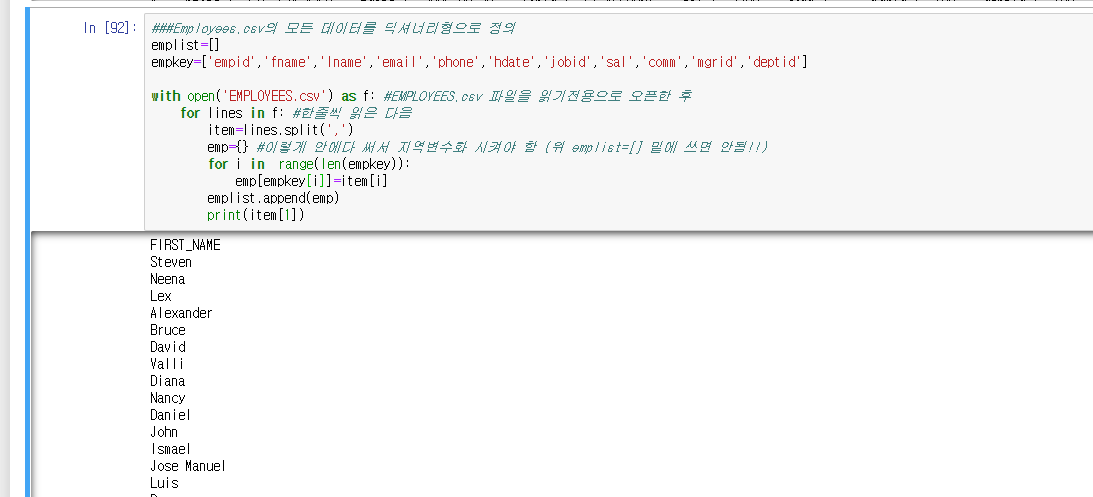 In [92]:
###Employees.csv의 모든 데이터를 딕셔너리형으로 정의
emplist=[]
empkey=['empid','fname','lname','email','phone','hdate','jobid','sal','comm','mgrid','deptid']
with open('EMPLOYEES.csv') as f: #EMPLOYEES.csv 파일을 읽기전용으로 오픈한 후
for lines in f: #한줄씩 읽은 다음
item=lines.split(',')
emp={} #이렇게 안에다 써서 지역변수화 시켜야 함 (위 emplist=[] 밑에 쓰면 안됨!!)
for i in range(len(empkey)):
emp[empkey[i]]=item[i]
emplist.append(emp)
print(item[1])
FIRST_NAME
Steven
Neena
Lex
Alexander
Bruce
David
Valli
Diana
Nancy
Daniel
John
Ismael
Jose Manuel
Luis